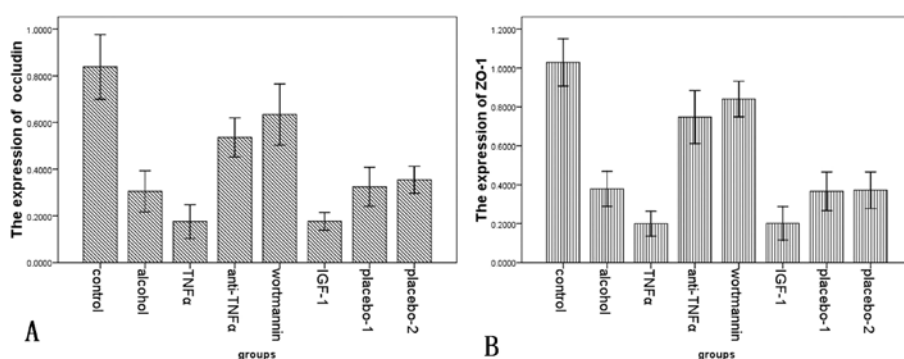 The expression of occludin
1.0000
0.8000
0.6000
0.4000
0.2000
0.0000
control
alcohol
TNFα
anti-TNFα
wortmannin
IGF-1
placebo-1
placebo-2
groups
A
The expression of ZO-1
1.2000
1.0000
0.8000
0.6000
0.4000
0.2000
0.0000
control
alcohol
TNFα
anti-TNFα
wortmannin
IGF-1
placebo-1
placebo-2
groups
B